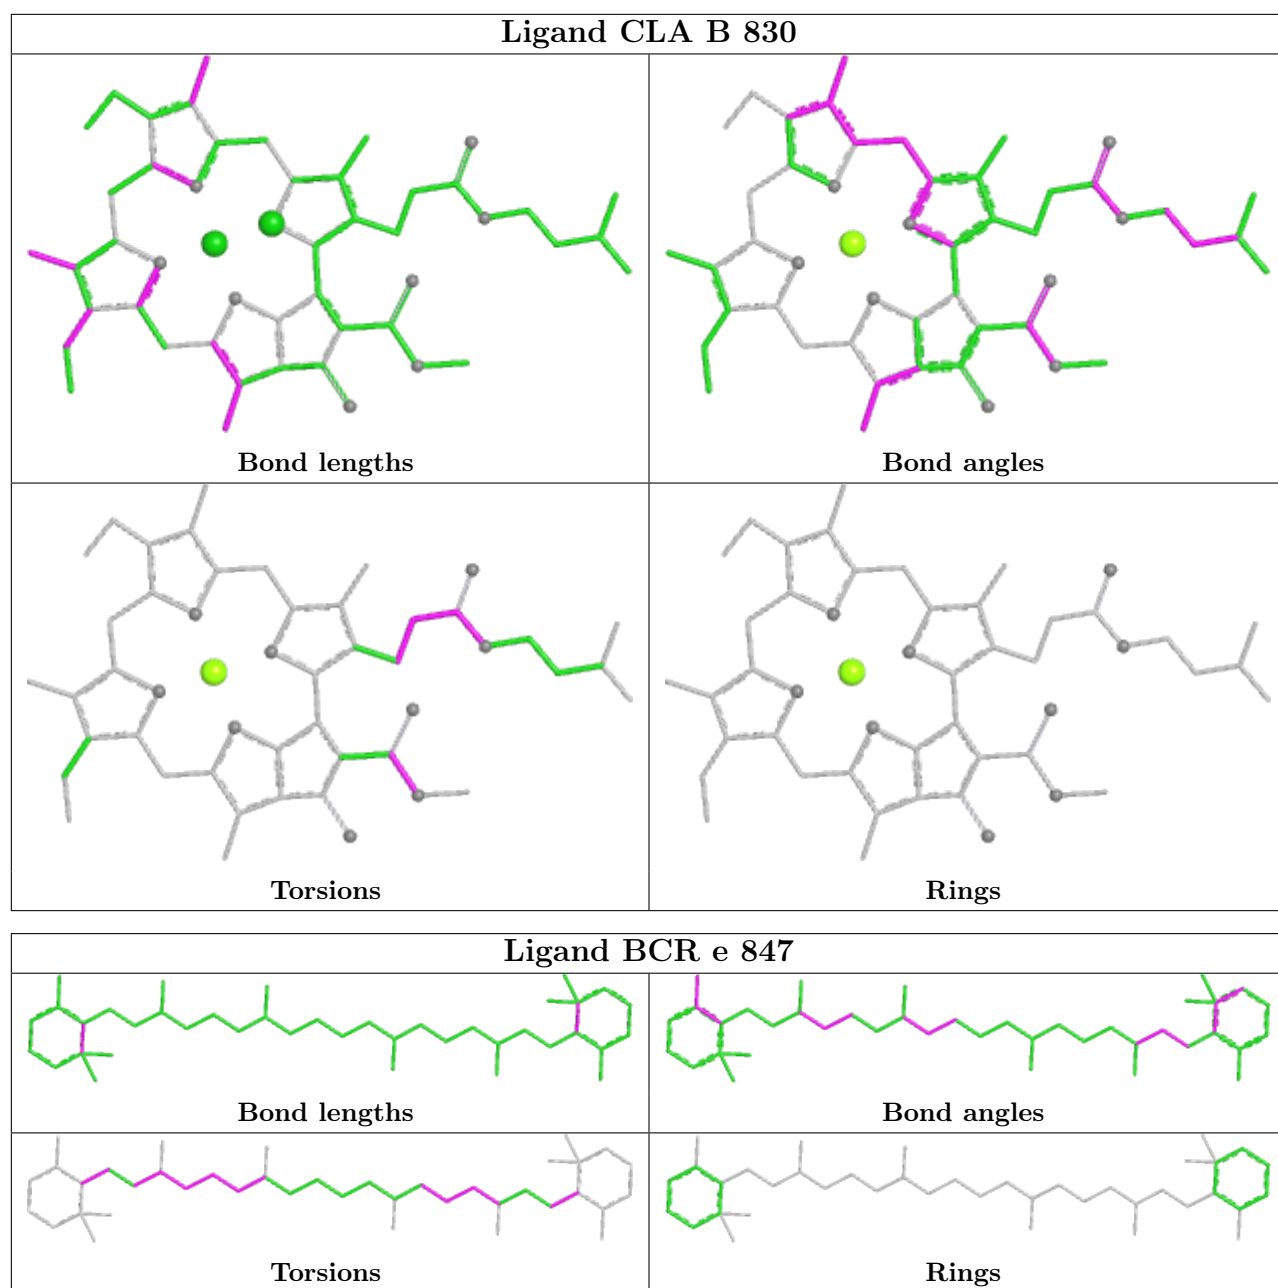 Ligand CLA B 830
Bond lengths
Bond angles
Torsions
Rings
Ligand BCR e 847
Bond lengths
Bond angles
Torsions
Rings